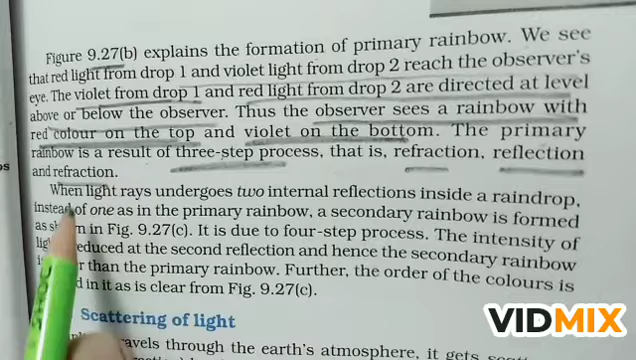 Figure 9.27(b) explains the formation of primary rainbow. We see
that red light from drop 1 and violet light from drop 2 reach the observer's
eye. The violet from drop 1 and red light from drop 2 are directed at level
above or below the observer. Thus the observer sees a rainbow with
red colour on the top and violet on the bottom. The primary
rainbow is a result of three-step process, that is, refraction, reflection
and refraction.
When light rays undergoes two internal reflections inside a raindrop,
instead of one as in the primary rainbow, a secondary rainbow is formed
as in Fig. 9.27(c). It is due to four-step process. The intensity of
reduced at the second reflection and hence the secondary rainbow
than the primary rainbow. Further, the order of the colours is
in it as is clear from Fig. 9.27(c).
Scattering of light
travels through the earth's atmosphere, it gets
VIDMIX